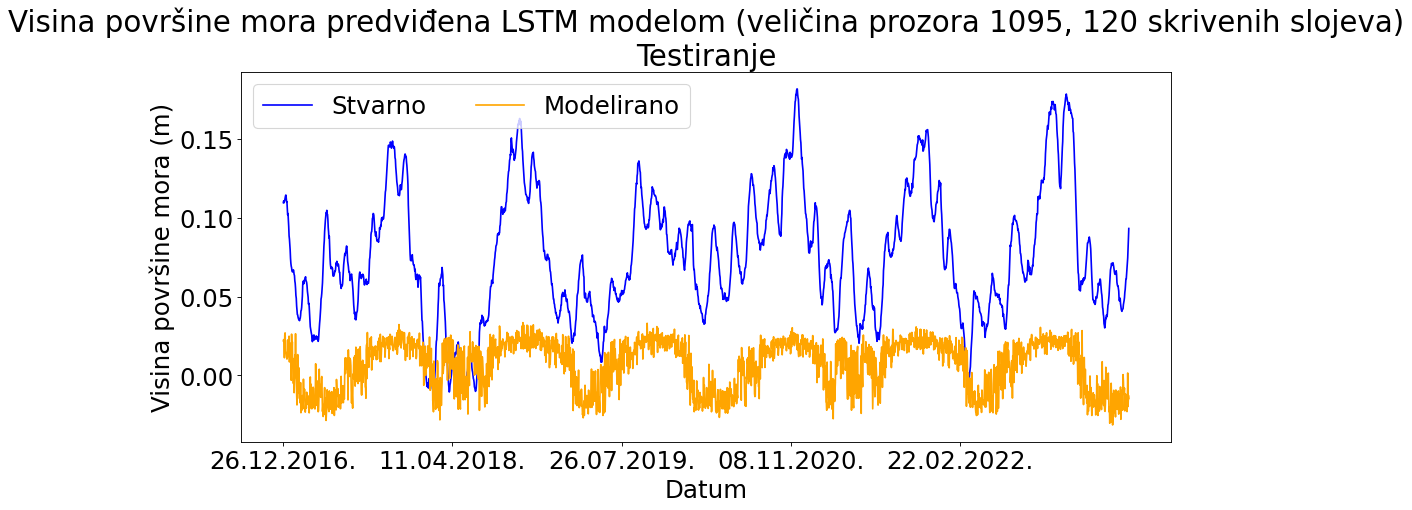 Visina površine mora predviđena LSTM modelom (veličina prozora 1095, 120 skrivenih slojeva)
Testiranje
Stvarno
Modelirano
Visina površine mora (m)
0.15
0.10
0.05
0.00
26.12.2016.
11.04.2018.
26.07.2019.
08.11.2020.
22.02.2022.
Datum